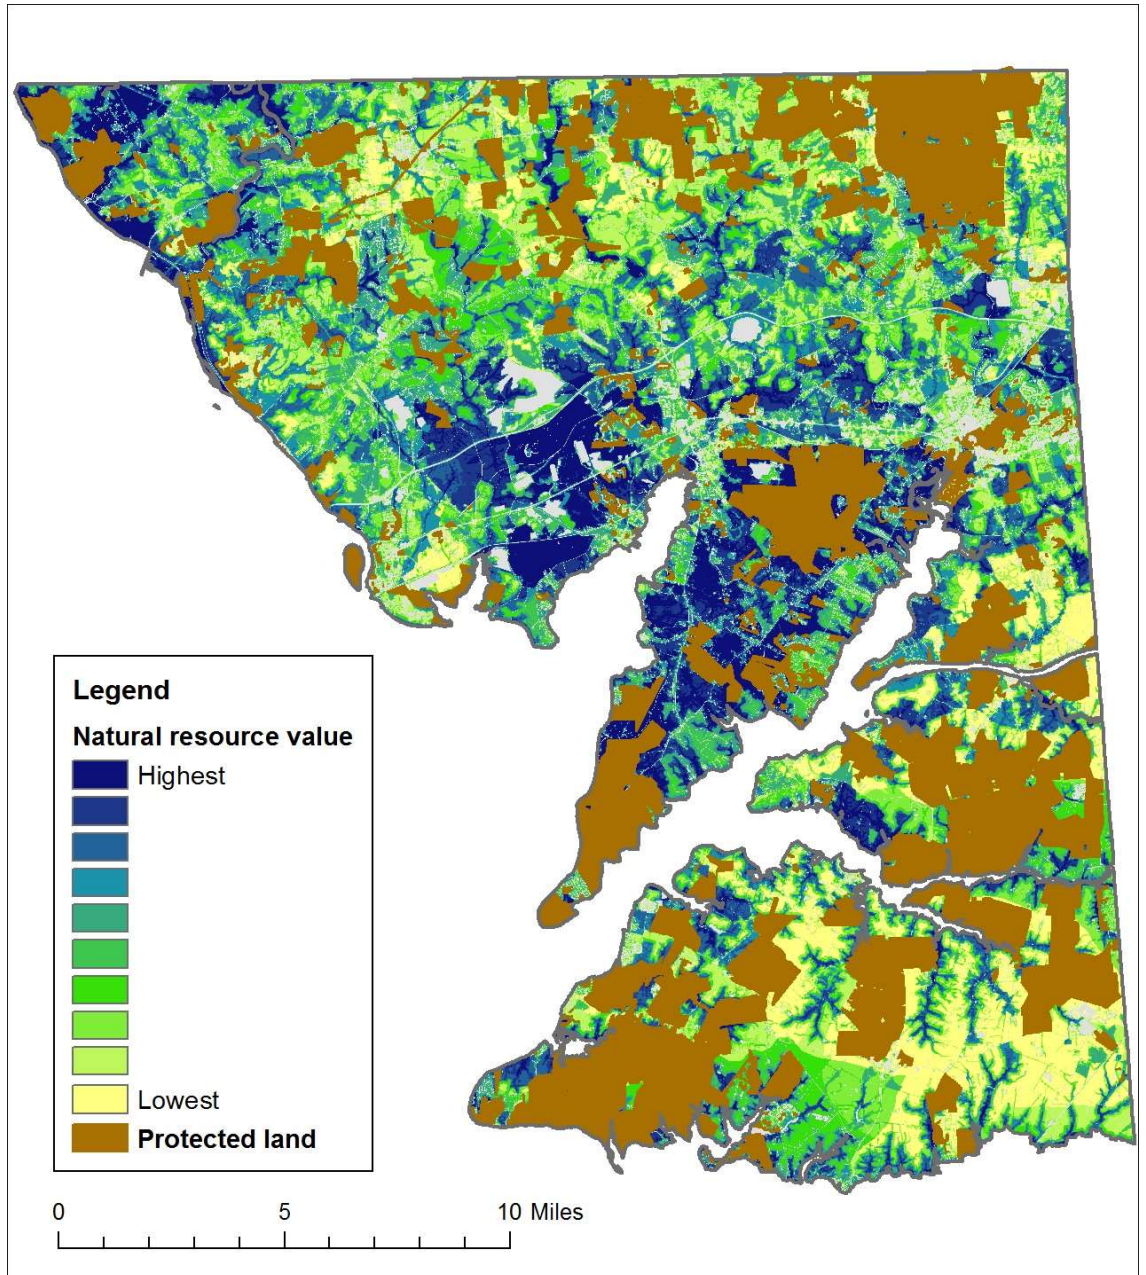 Legend
Natural resource value
Highest
Lowest
Protected land
0 5 10 Miles